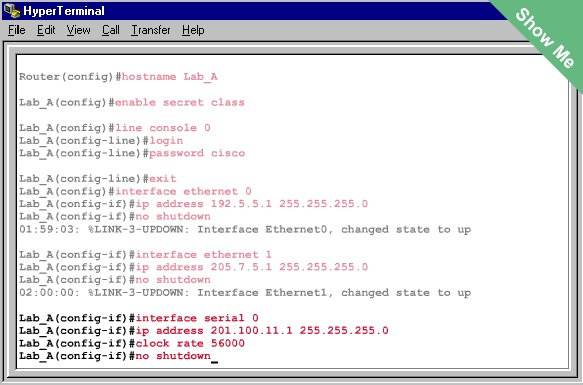 HyperTerminal
Show Me
File Edit View Call Transfer Help
Router(config)#hostname Lab_A
Lab_A(config)#enable secret class
Lab_A(config)#line console 0
Lab_A(config-line)#login
Lab_A(config-line)#password cisco
Lab_A(config-line)#exit
Lab_A(config)#interface ethernet 0
Lab_A(config-if)#ip address 192.5.5.1 255.255.255.0
Lab_A(config-if)#no shutdown
01:59:03: %LINK-3-UPDOWN: Interface Ethernet0, changed state to up
Lab_A(config-if)#interface ethernet 1
Lab_A(config-if)#ip address 205.7.5.1 255.255.255.0
Lab_A(config-if)#no shutdown
02:00:00: %LINK-3-UPDOWN: Interface Ethernet1, changed state to up
Lab_A(config-if)#interface serial 0
Lab_A(config-if)#ip address 201.100.11.1 255.255.255.0
Lab_A(config-if)#clock rate 56000
Lab_A(config-if)#no shutdown